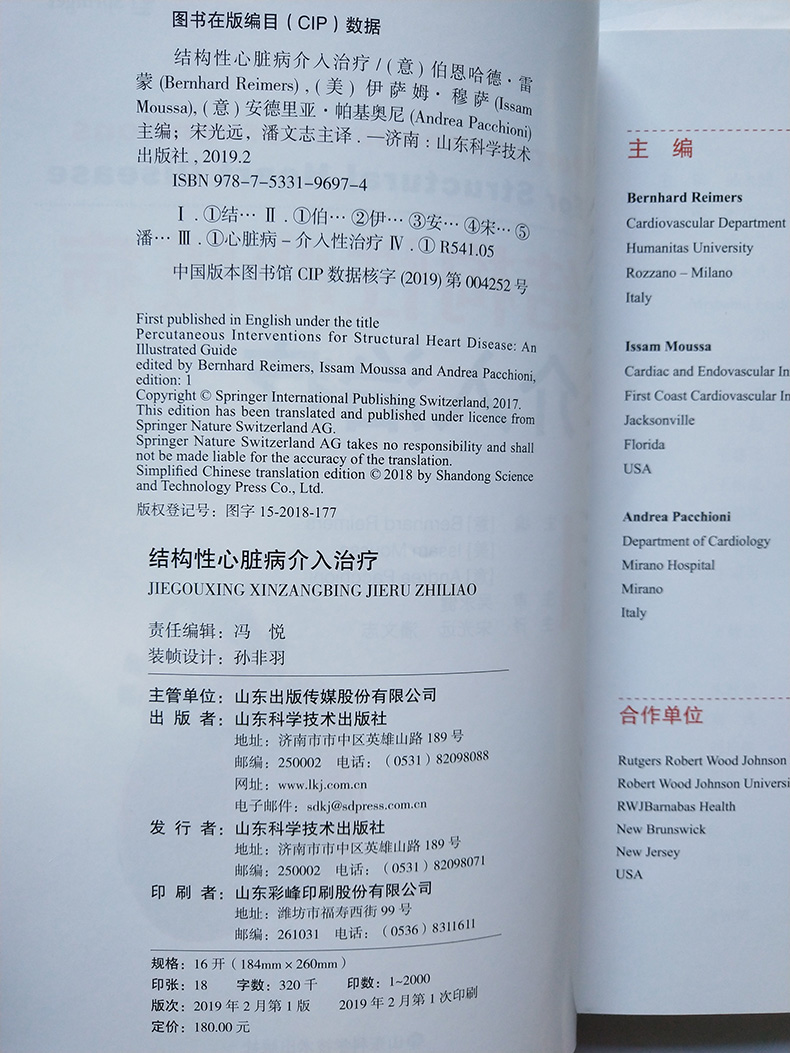 图书在版编目（CIP）数据
结构性心脏病介入治疗 /（意）伯恩哈德·雷
蒙 (Bernhard Reimers) ,（美）伊萨姆·穆萨 (Issam
Moussa),（意）安德里亚·帕基奥尼 (Andrea Pacchioni)
主编；宋光远，潘文志主译 . —济南：山东科学技术
出版社 , 2019.2
ISBN 978-7-5331-9697-4
Ⅰ . ①结… Ⅱ . ①伯… ②伊… ③安… ④宋… ⑤
潘… Ⅲ . ①心脏病 – 介入性治疗 Ⅳ . ① R541.05
中国版本图书馆 CIP 数据核字 (2019) 第 004252 号
First published in English under the title
Percutaneous Interventions for Structural Heart Disease: An
Illustrated Guide
edited by Bernhard Reimers, Issam Moussa and Andrea Pacchioni,
edition: 1
Copyright © Springer International Publishing Switzerland, 2017.
This edition has been translated and published under licence from
Springer Nature Switzerland AG.
Springer Nature Switzerland AG takes no responsibility and shall
not be made liable for the accuracy of the translation.
Simplified Chinese translation edition © 2018 by Shandong Science
and Technology Press Co., Ltd.
版权登记号：图字 15-2018-177
结构性心脏病介入治疗
JIEGOUXING XINZANGBING JIERU ZHILIAO
责任编辑：冯 悦
装帧设计：孙非羽
主管单位：山东出版传媒股份有限公司
出 版 者：山东科学技术出版社
地址：济南市市中区英雄山路 189 号
邮编：250002 电话：（0531）82098088
网址：www.lkj.com.cn
电子邮件：sdkj@sdpress.com.cn
发 行 者：山东科学技术出版社
地址：济南市市中区英雄山路 189 号
邮编：250002 电话：（0531）82098071
印 刷 者：山东彩峰印刷股份有限公司
地址：潍坊市福寿西街 99 号
邮编：261031 电话：（0536）8311611
规格：16 开（184mm×260mm）
印张：18 字数：320 千 印数：1~2000
版次：2019 年 2 月第 1 版 2019 年 2 月第 1 次印刷
定价：180.00 元
主 编
Bernhard Reimers
Cardiovascular Department
Humanitas University
Rozzano – Milano
Italy
Issam Moussa
Cardiac and Endovascular In
First Coast Cardiovascular In
Jacksonville
Florida
USA
Andrea Pacchioni
Department of Cardiology
Mirano Hospital
Mirano
Italy
合作单位
Rutgers Robert Wood Johnson
Robert Wood Johnson Universi
RWJBarnabas Health
New Brunswick
New Jersey
USA